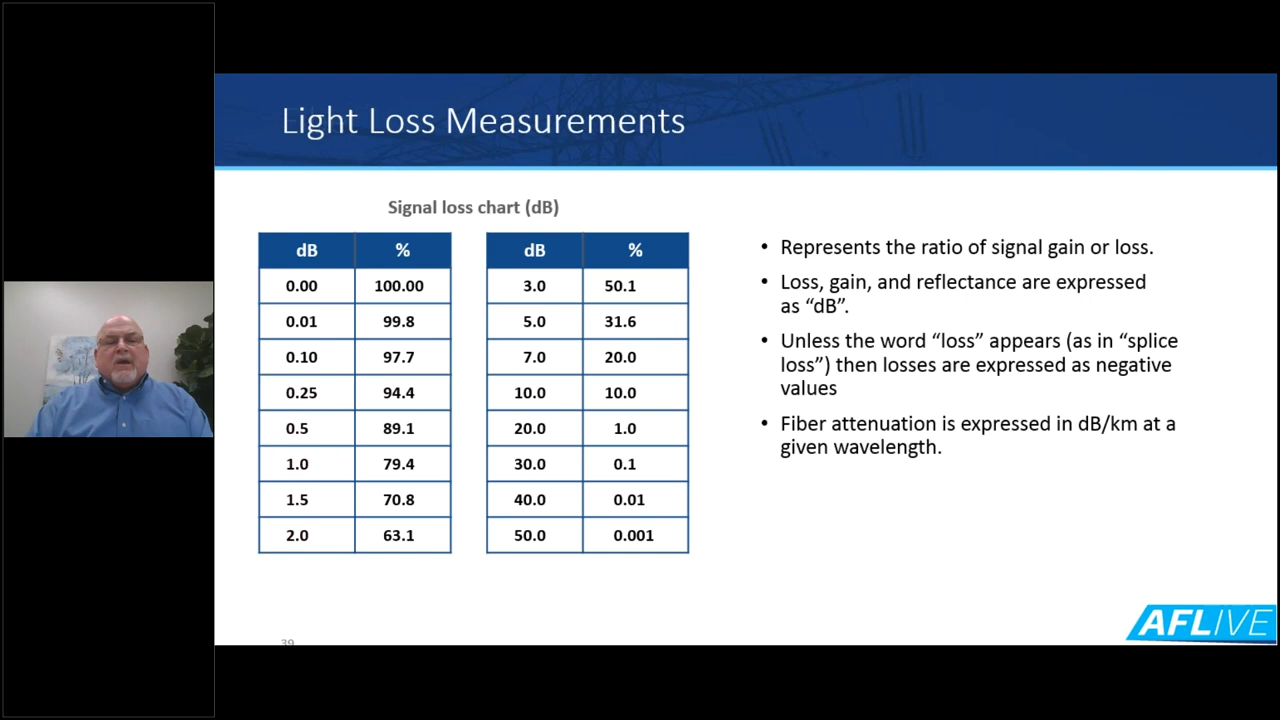 Light Loss Measurements
Signal loss chart (dB)
dB % dB %
0.00 100.00 3.0 50.1
0.01 99.8 5.0 31.6
0.10 97.7 7.0 20.0
0.25 94.4 10.0 10.0
0.5 89.1 20.0 1.0
1.0 79.4 30.0 0.1
1.5 70.8 40.0 0.01
2.0 63.1 50.0 0.001
• Represents the ratio of signal gain or loss.
• Loss, gain, and reflectance are expressed
as “dB”.
• Unless the word “loss” appears (as in “splice
loss”) then losses are expressed as negative
values
• Fiber attenuation is expressed in dB/km at a
given wavelength.
39
AFLIVE